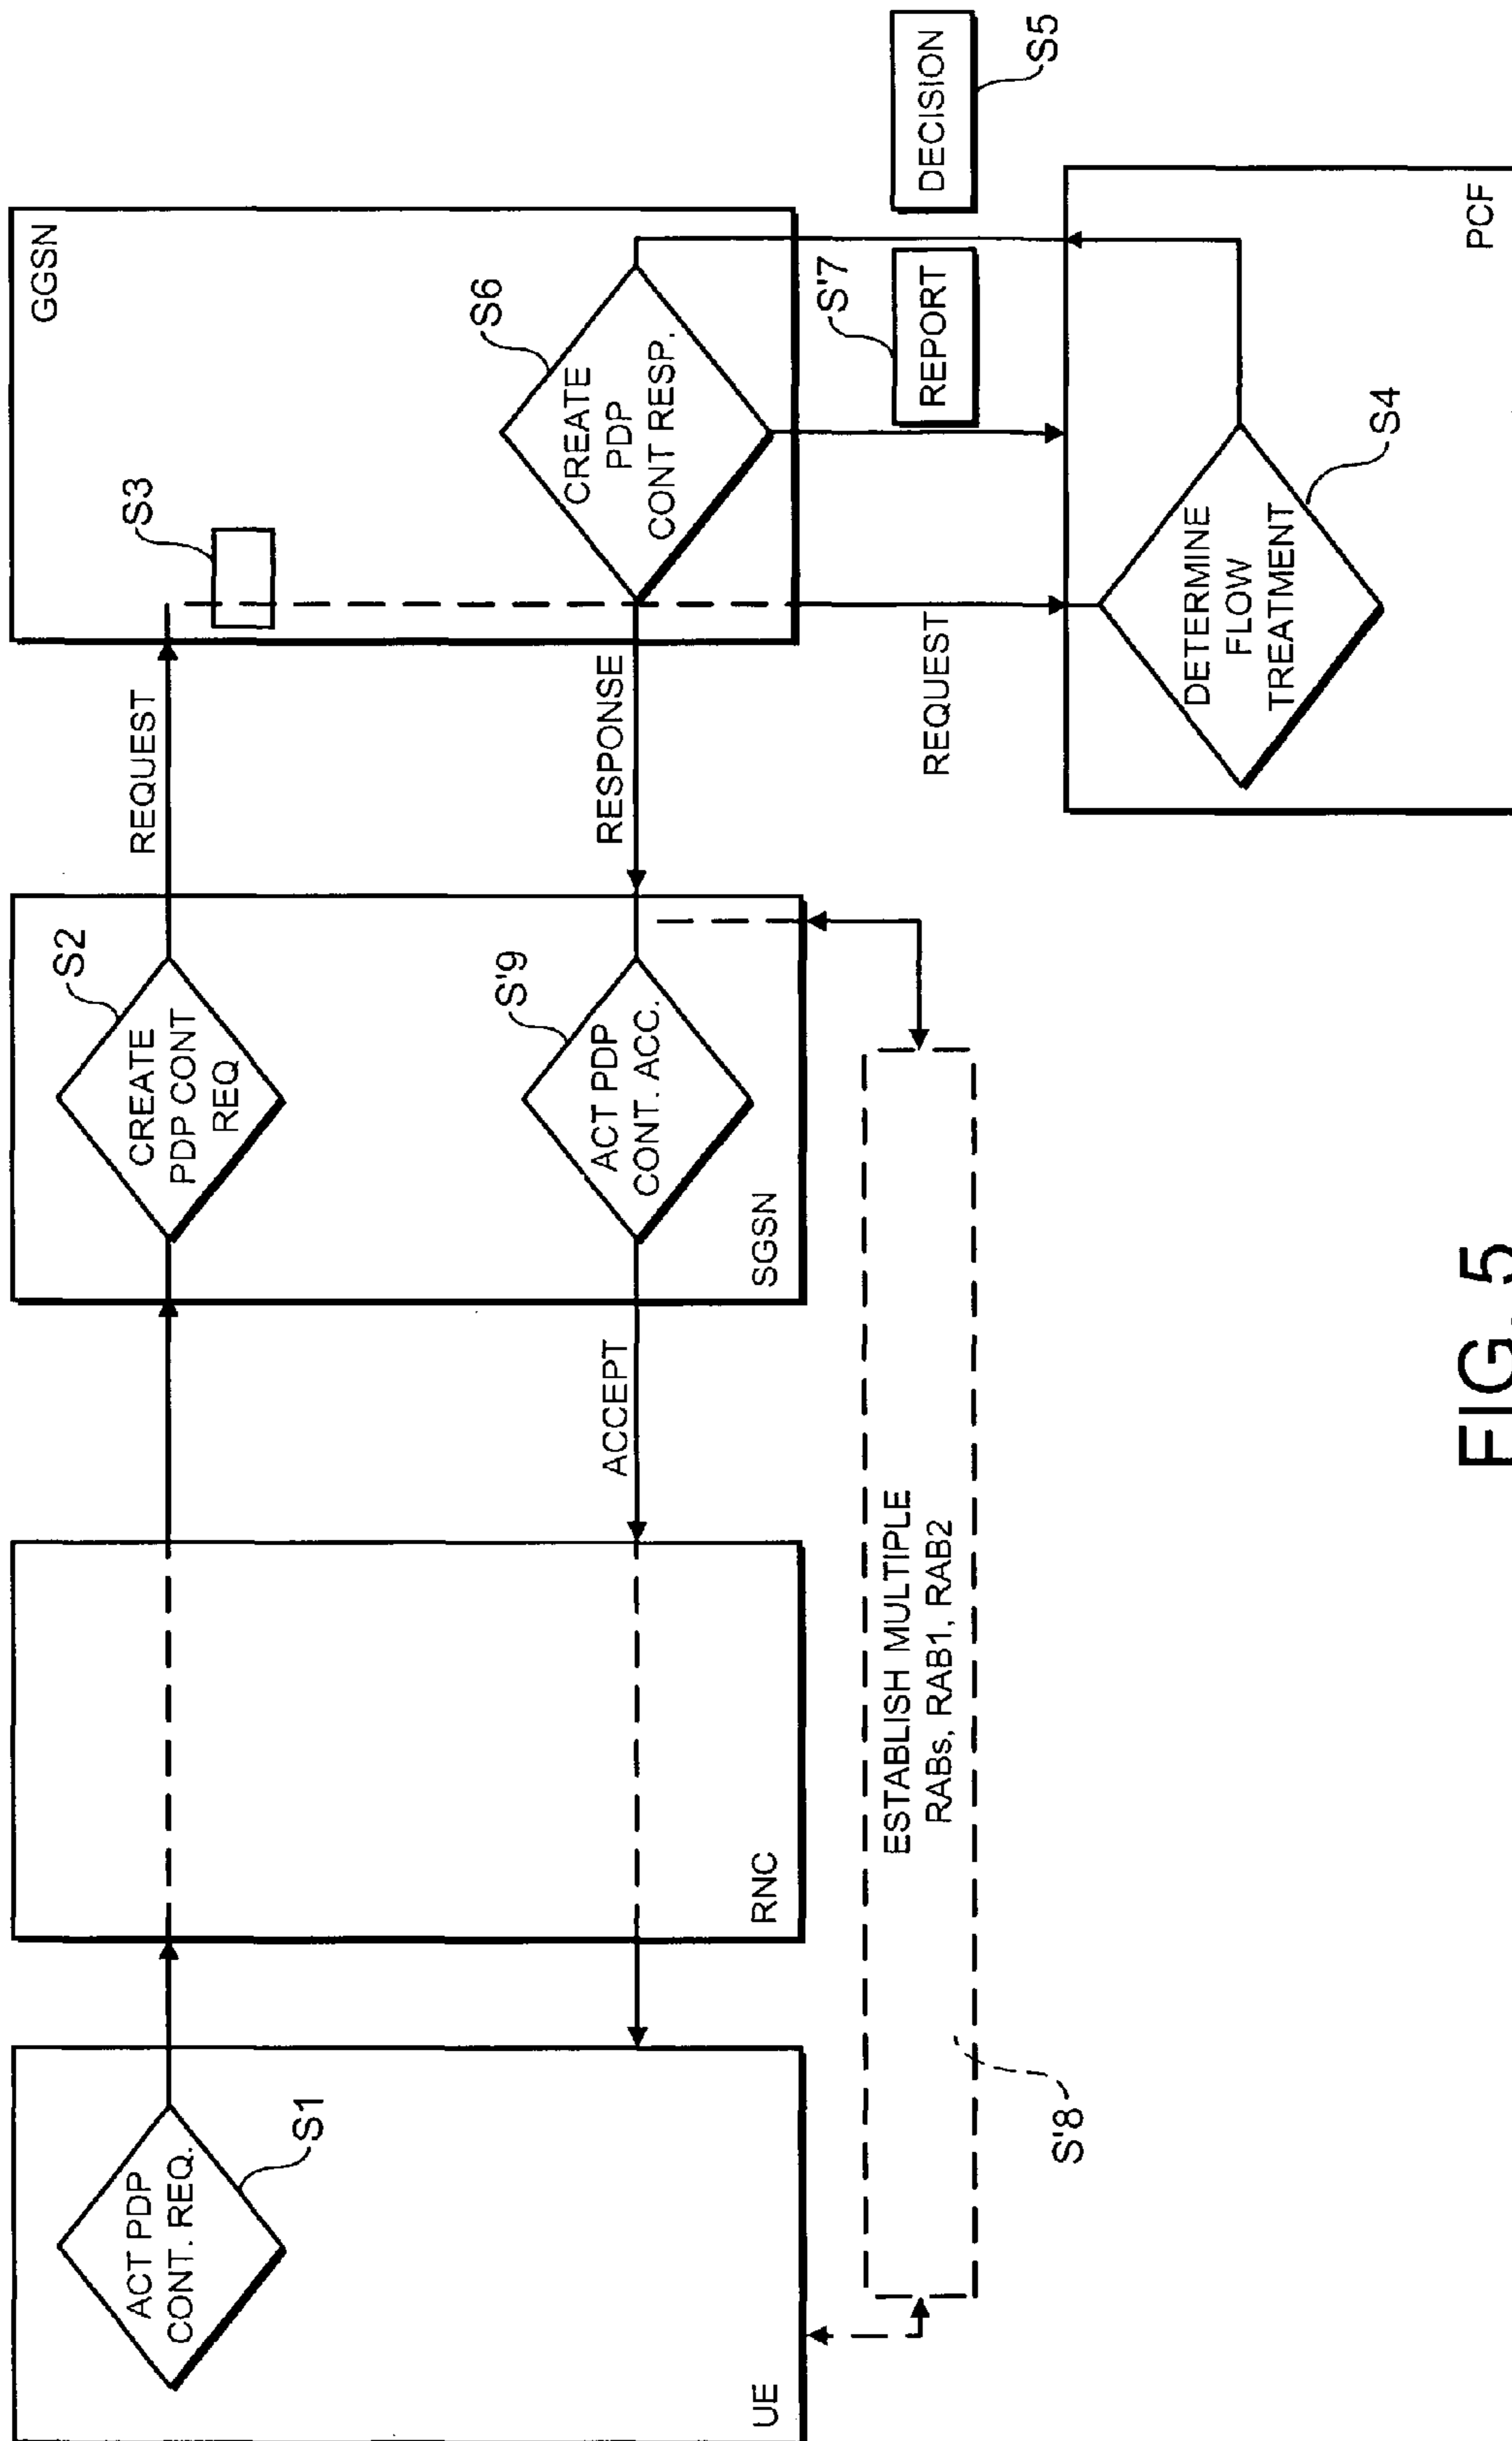 UE
ACT PDP
CONT. REQ.
S1
RNC
SGSN
CREATE
PDP CONT
REQ
S2
REQUEST
GGSN
S3
CREATE
PDP
CONT RESP.
S6
RESPONSE
ACT PDP
CONT. ACC.
S'9
ACCEPT
ESTABLISH MULTIPLE
RABs, RAB1, RAB2
S'8
REQUEST
S'7
REPORT
DECISION
S5
DETERMINE
FLOW
TREATMENT
S4
PCF
FIG. 5